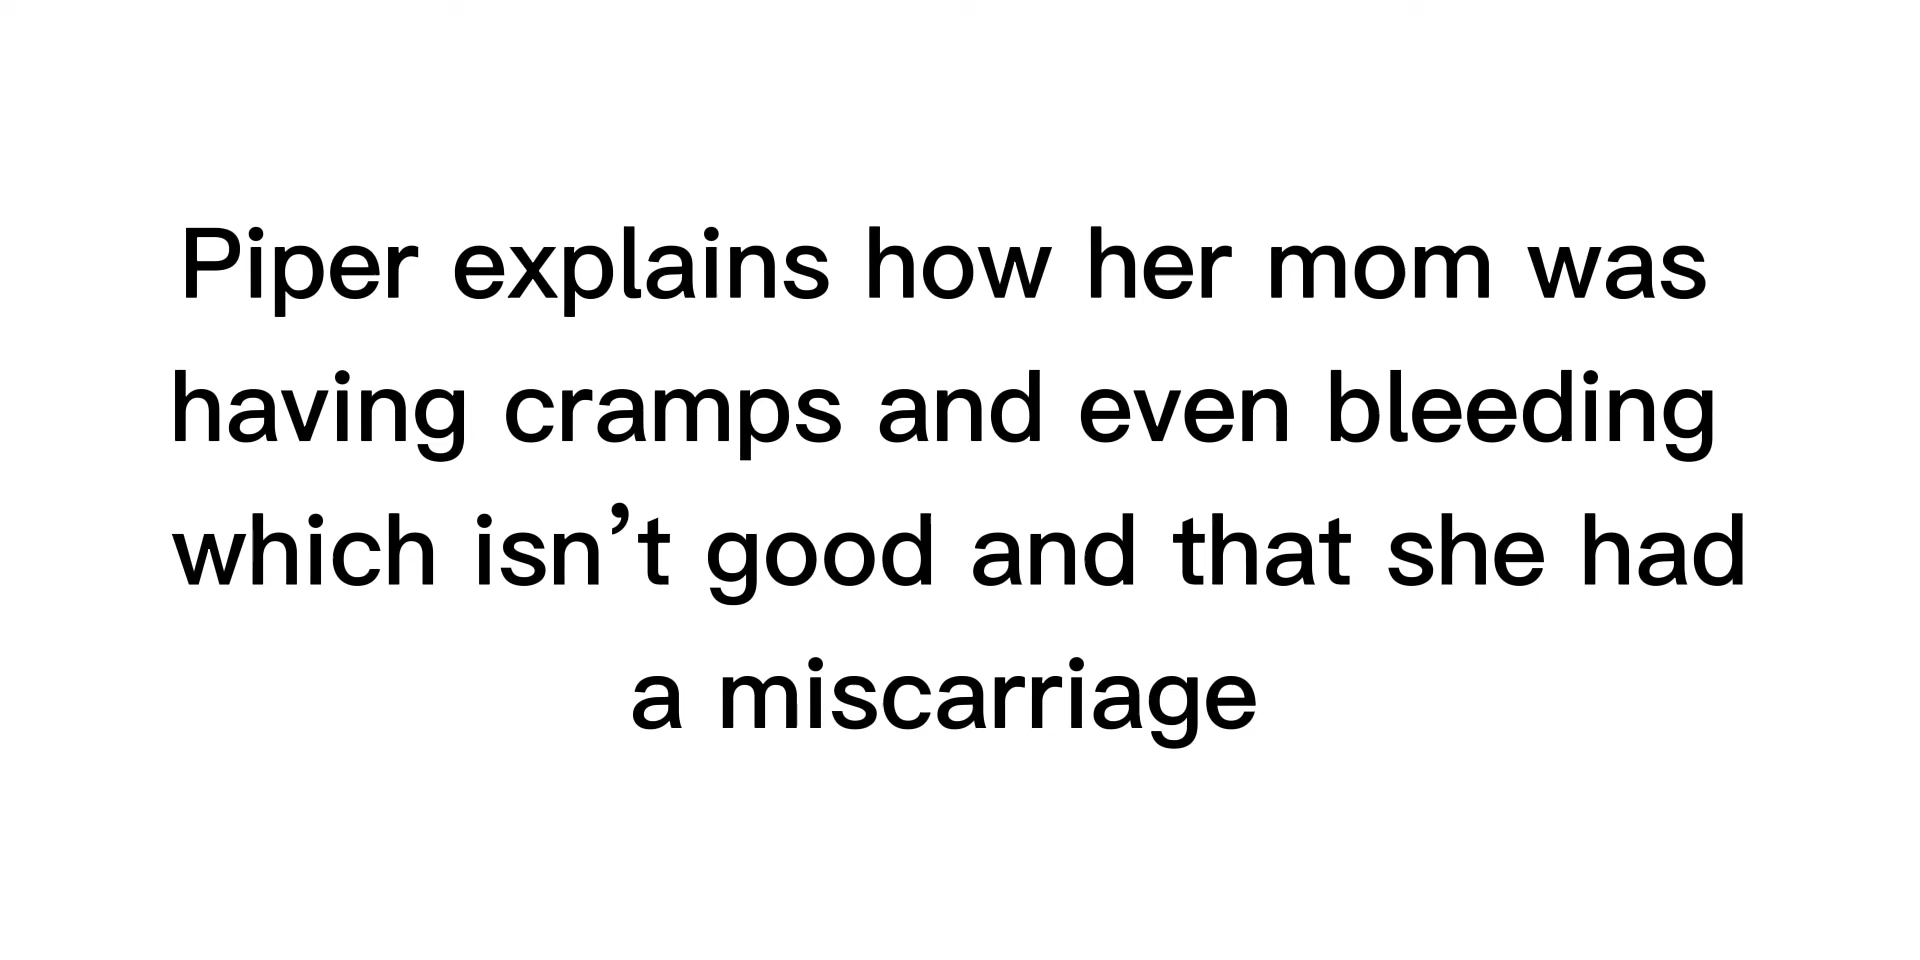 Piper explains how her mom was
having cramps and even bleeding
which isn’t good and that she had
a miscarriage